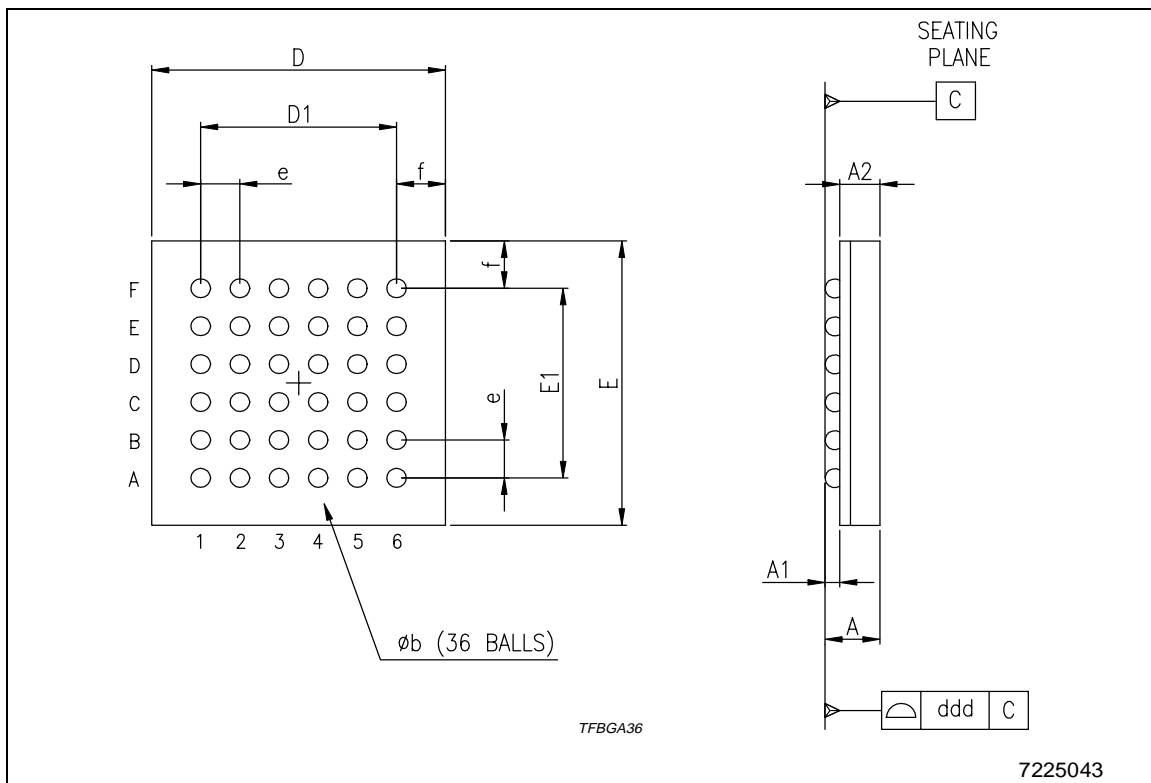 SEATING
PLANE
C
D
D1
e
f
A2
f
F
E
D
C
B
A
E1
E
e
1 2 3 4 5 6
A1
A
Øb (36 BALLS)
ddd C
TFBGA36
7225043